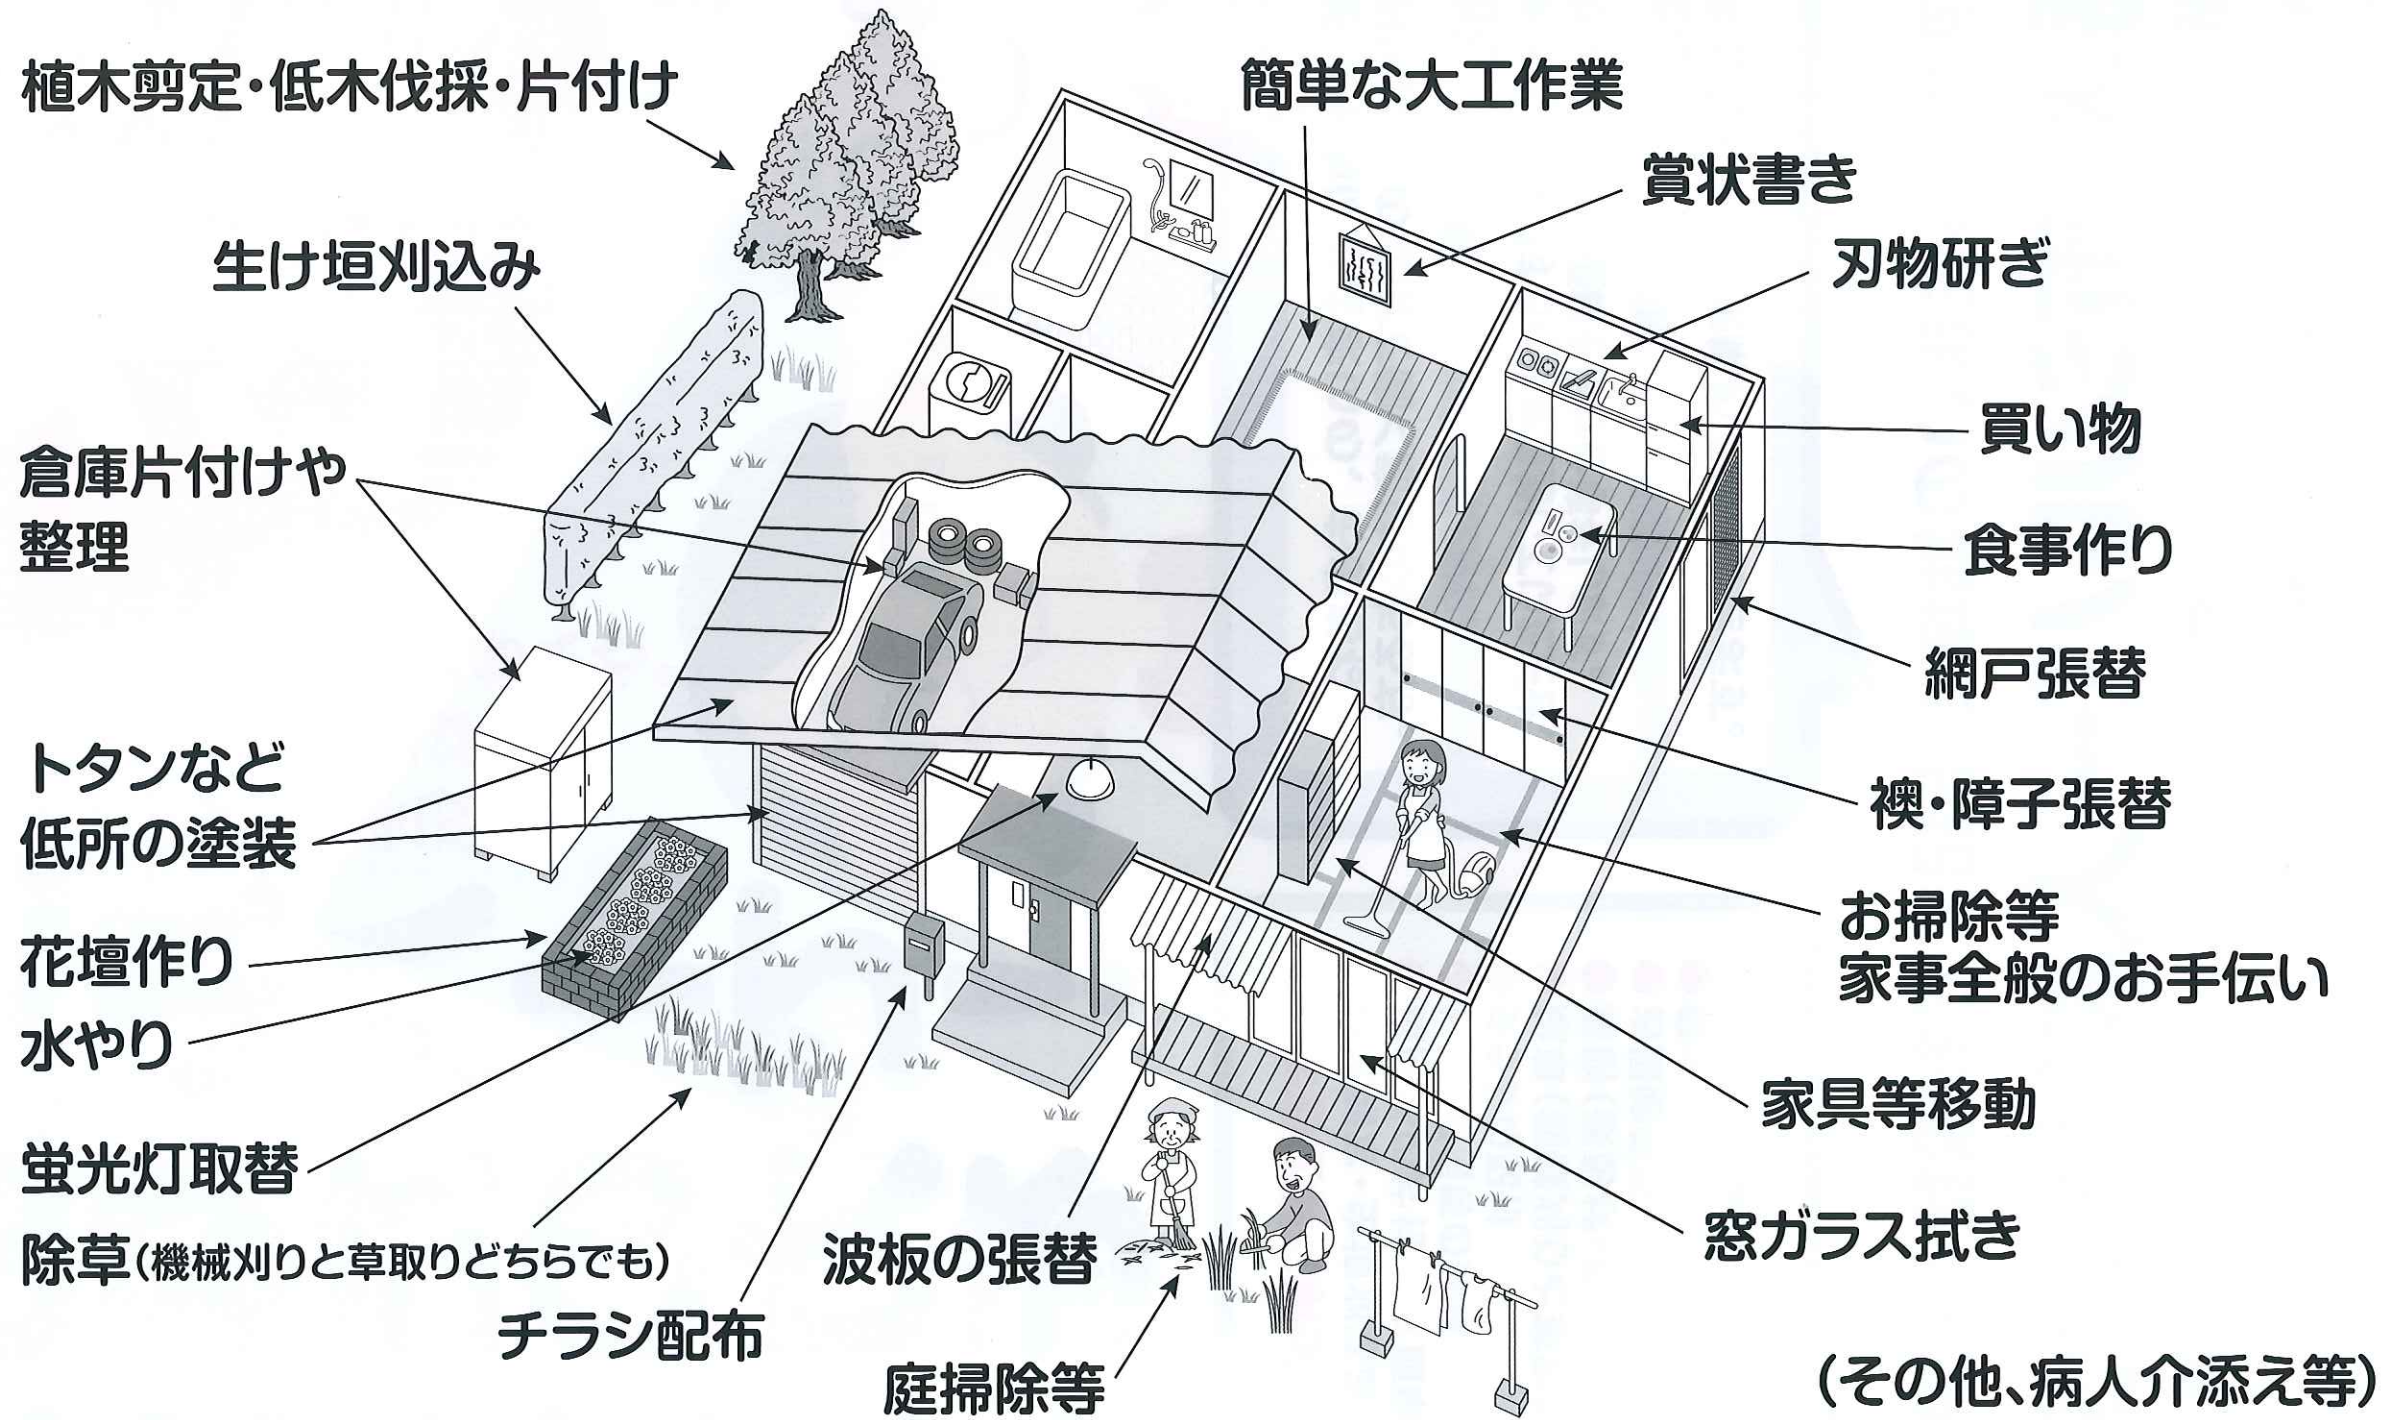 植木剪定・低木伐採・片付け
生け垣刈込み
倉庫片付けや
整理
トタンなど
低所の塗装
花壇作り
水やり
蛍光灯取替
除草(機械刈りと草取りどちらでも)
チラシ配布
波板の張替
庭掃除等
簡単な大工作業
賞状書き
刃物研ぎ
買い物
食事作り
網戸張替
襖・障子張替
お掃除等
家事全般のお手伝い
家具等移動
窓ガラス拭き
(その他、病人介添え等)